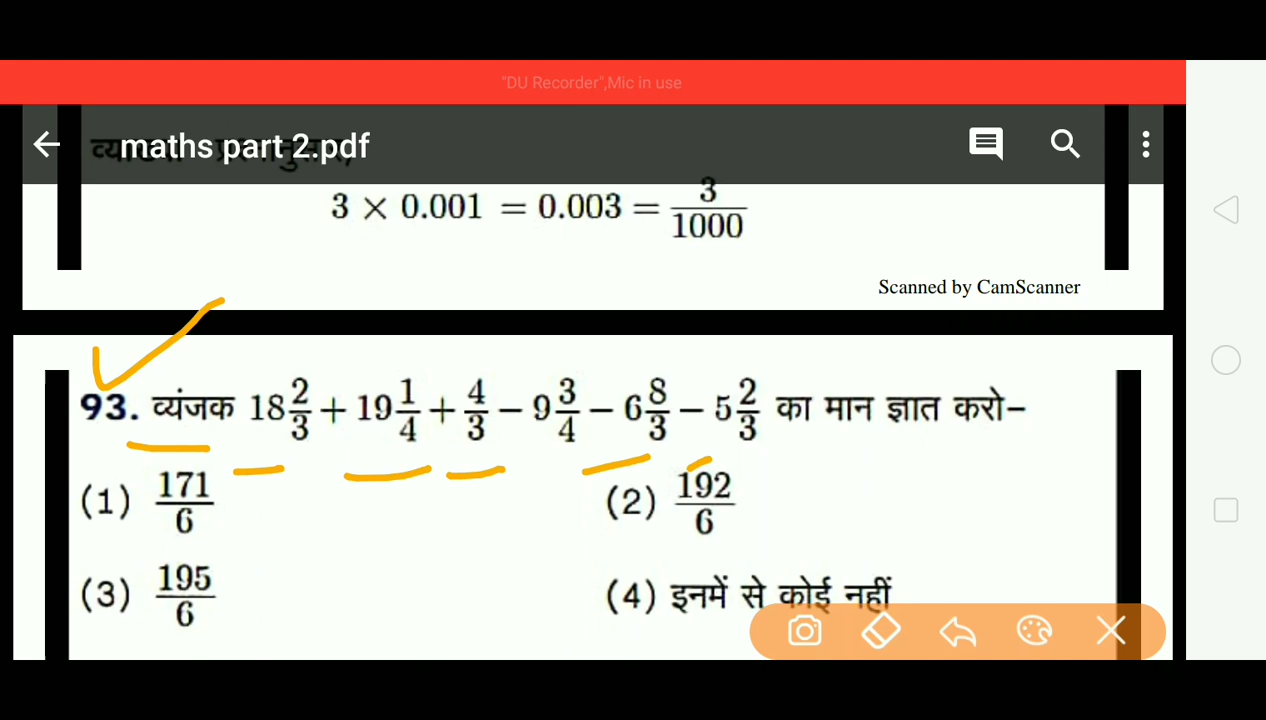 "DU Recorder",Mic in use
maths part 2.pdf
3 × 0.001 = 0.003 = 3/1000
Scanned by CamScanner
93. व्यंजक 18 2/3 + 19 1/4 + 4/3 − 9 3/4 − 6 8/3 − 5 2/3 का मान ज्ञात करो−
(1) 171/6 (2) 192/6
(3) 195/6 (4) इनमें से कोई नहीं